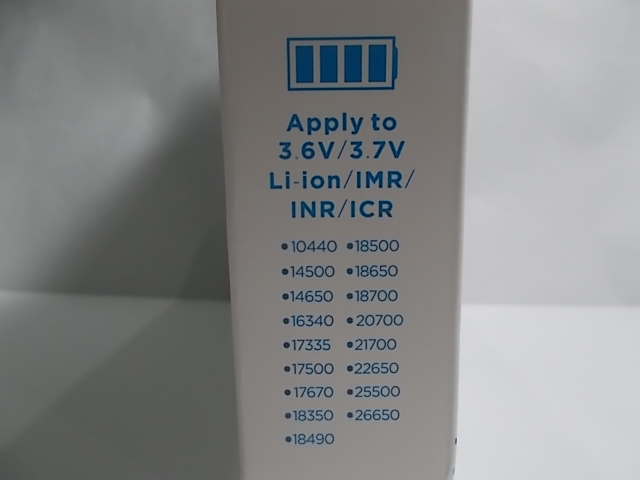 Apply to
3.6V/3.7V
Li-ion/IMR/
INR/ICR
•10440 •18500
•14500 •18650
•14650 •18700
•16340 •20700
•17335 •21700
•17500 •22650
•17670 •25500
•18350 •26650
•18490